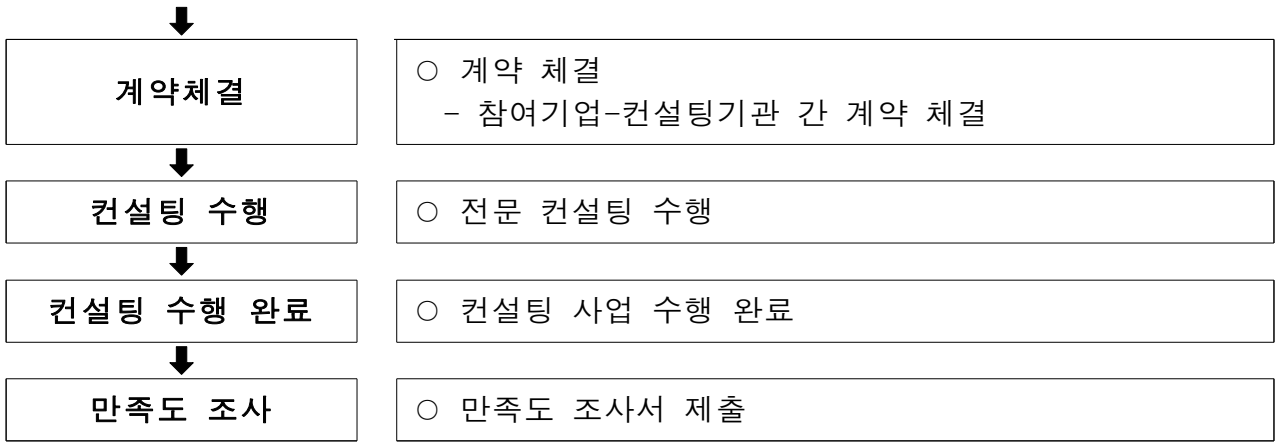 계약체결
○ 계약 체결
- 참여기업-컨설팅기관 간 계약 체결
컨설팅 수행
○ 전문 컨설팅 수행
컨설팅 수행 완료
○ 컨설팅 사업 수행 완료
만족도 조사
○ 만족도 조사서 제출